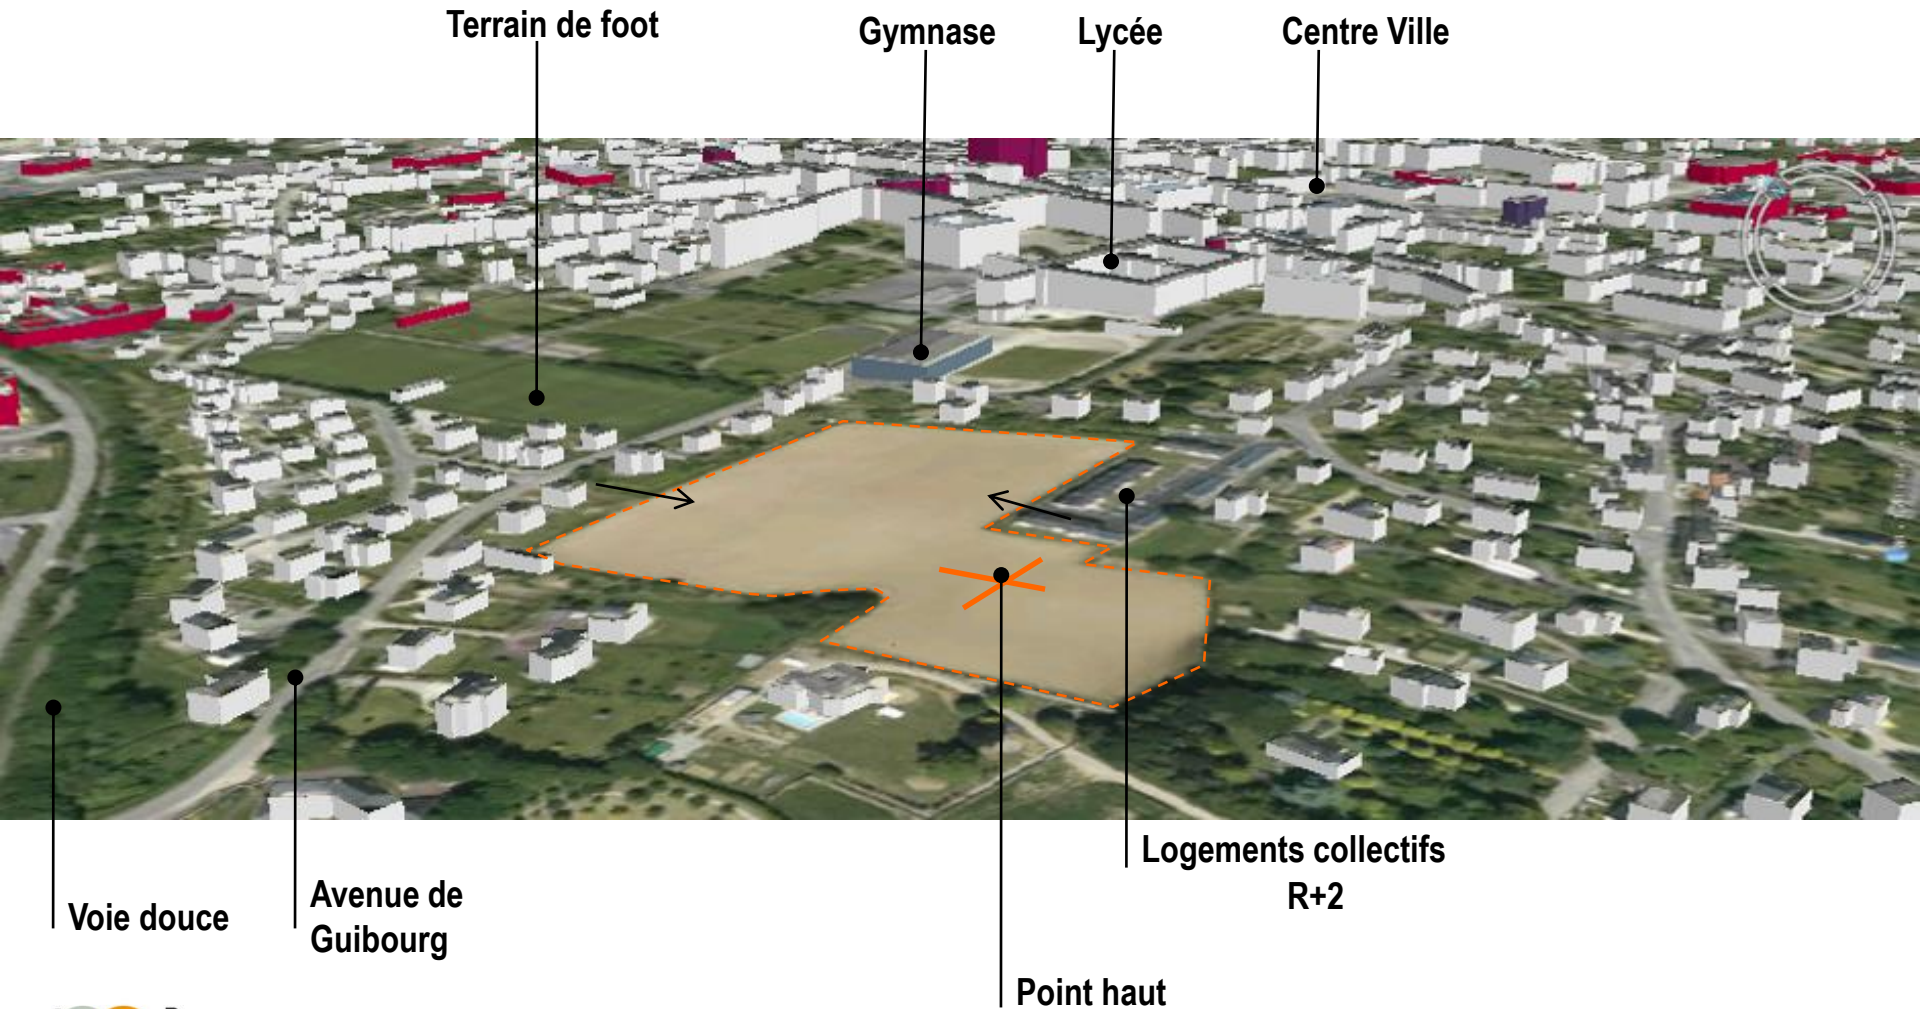 Terrain de foot
Gymnase
Lycée
Centre Ville
Logements collectifs
R+2
Voie douce
Avenue de
Guibourg
Point haut